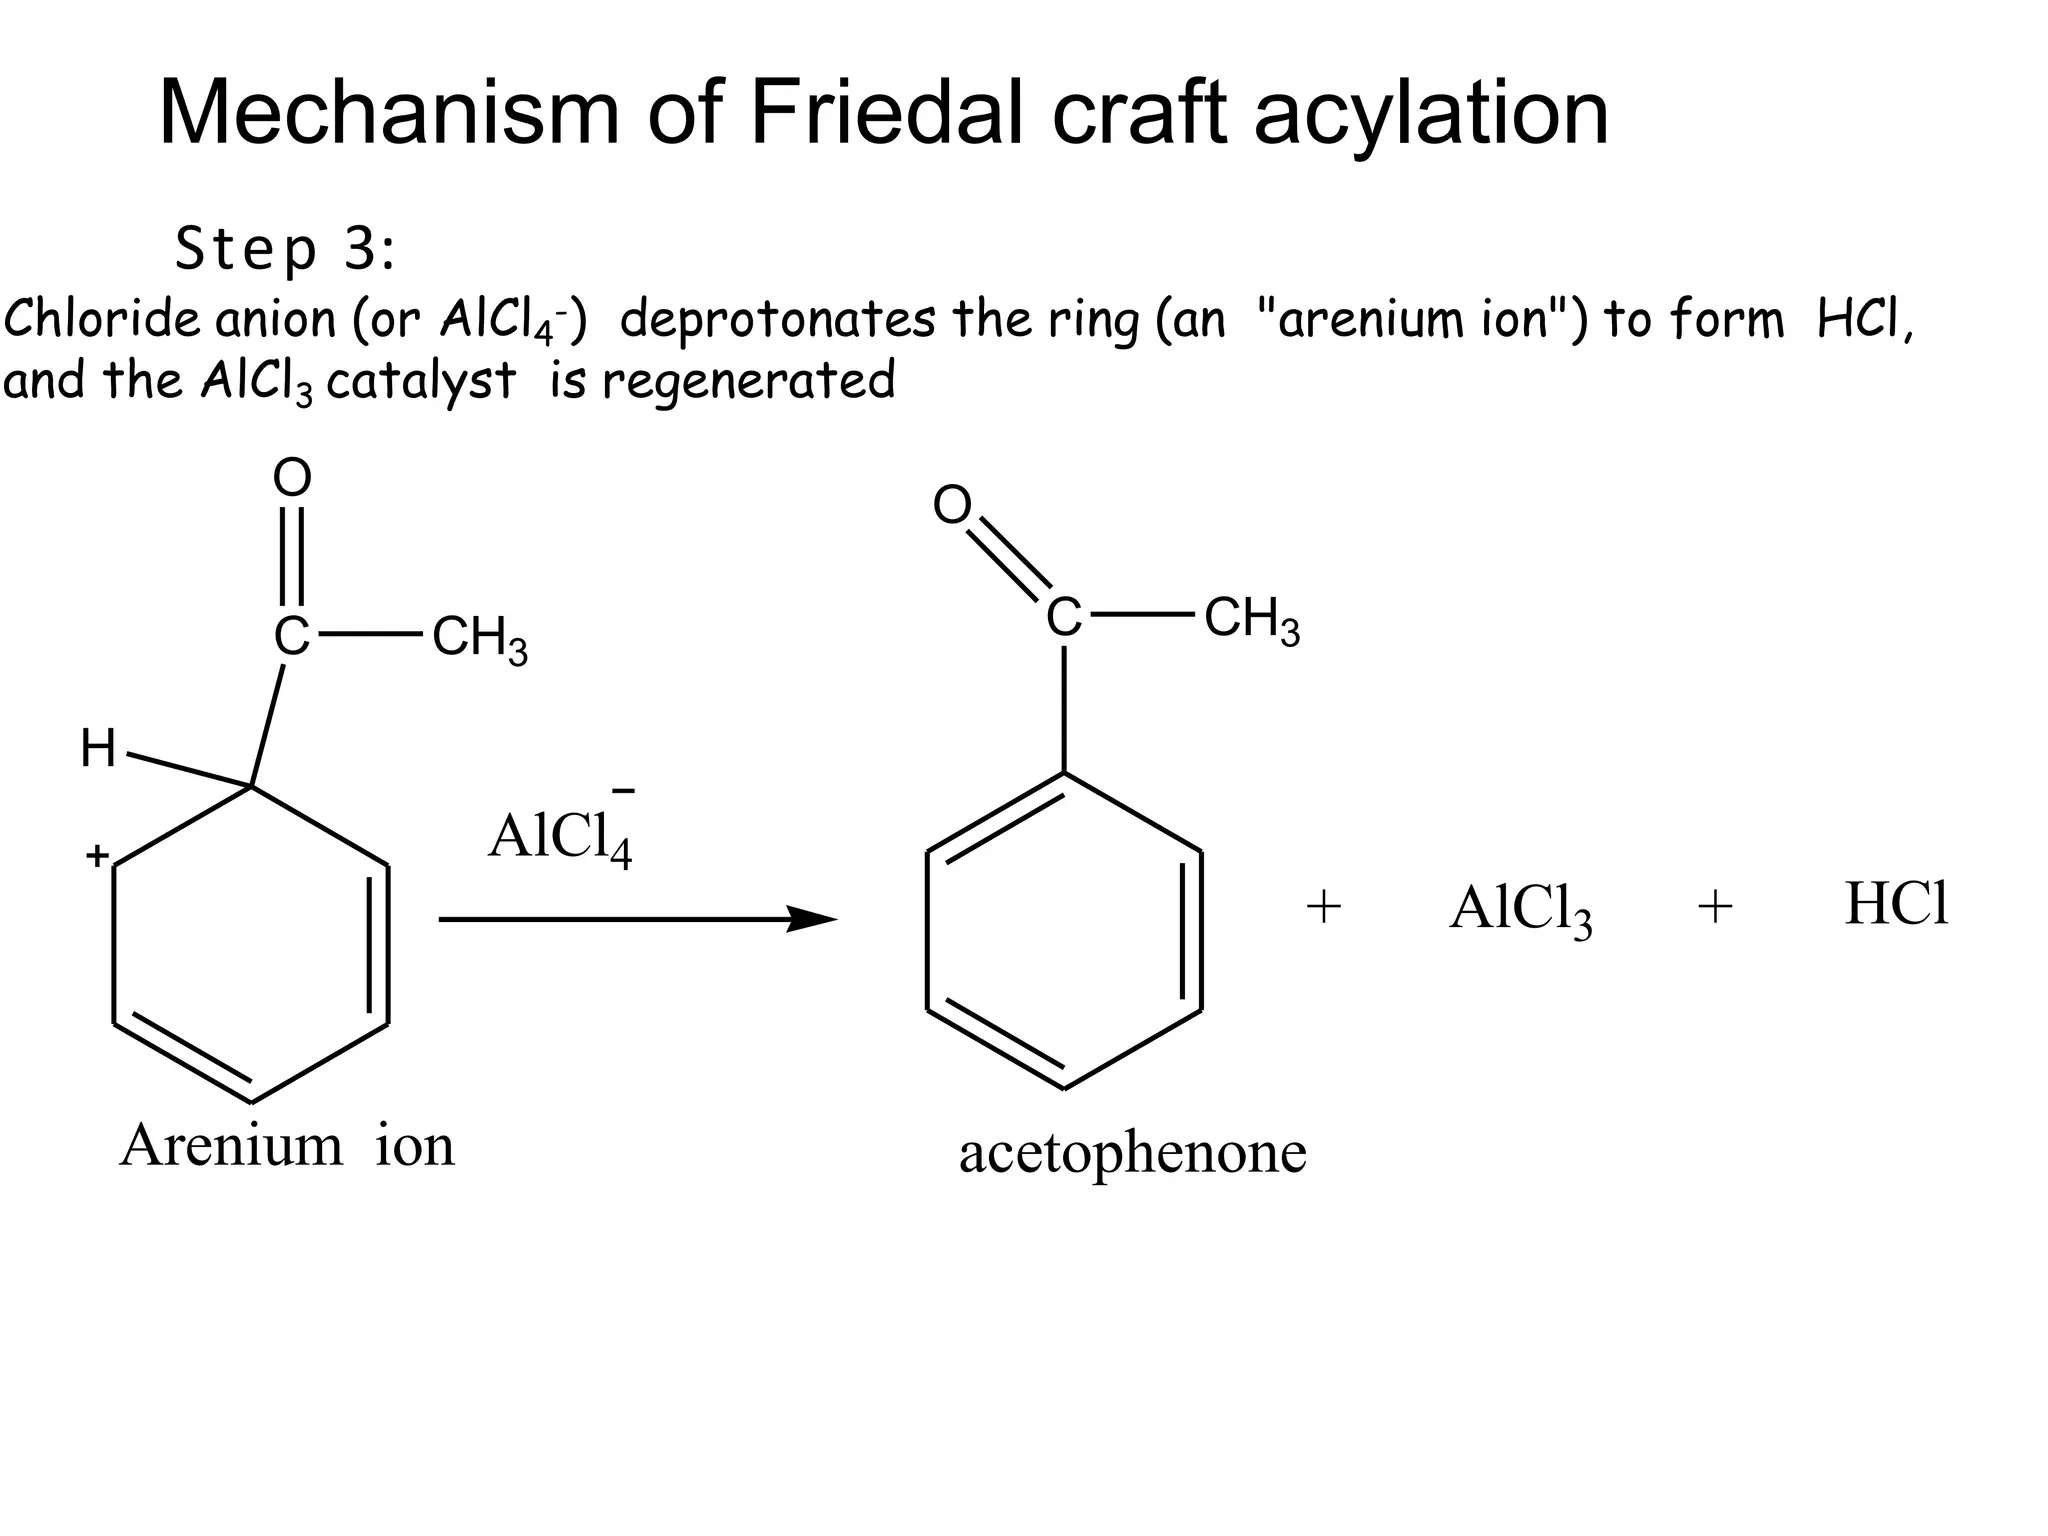 Mechanism of Friedal craft acylation
Step 3:
Chloride anion (or AlCl₄⁻) deprotonates the ring (an "arenium ion") to form HCl,
and the AlCl₃ catalyst is regenerated
O
O
C CH₃
C CH₃
H
+
AlCl₄⁻
+ AlCl₃ + HCl
Arenium ion
acetophenone